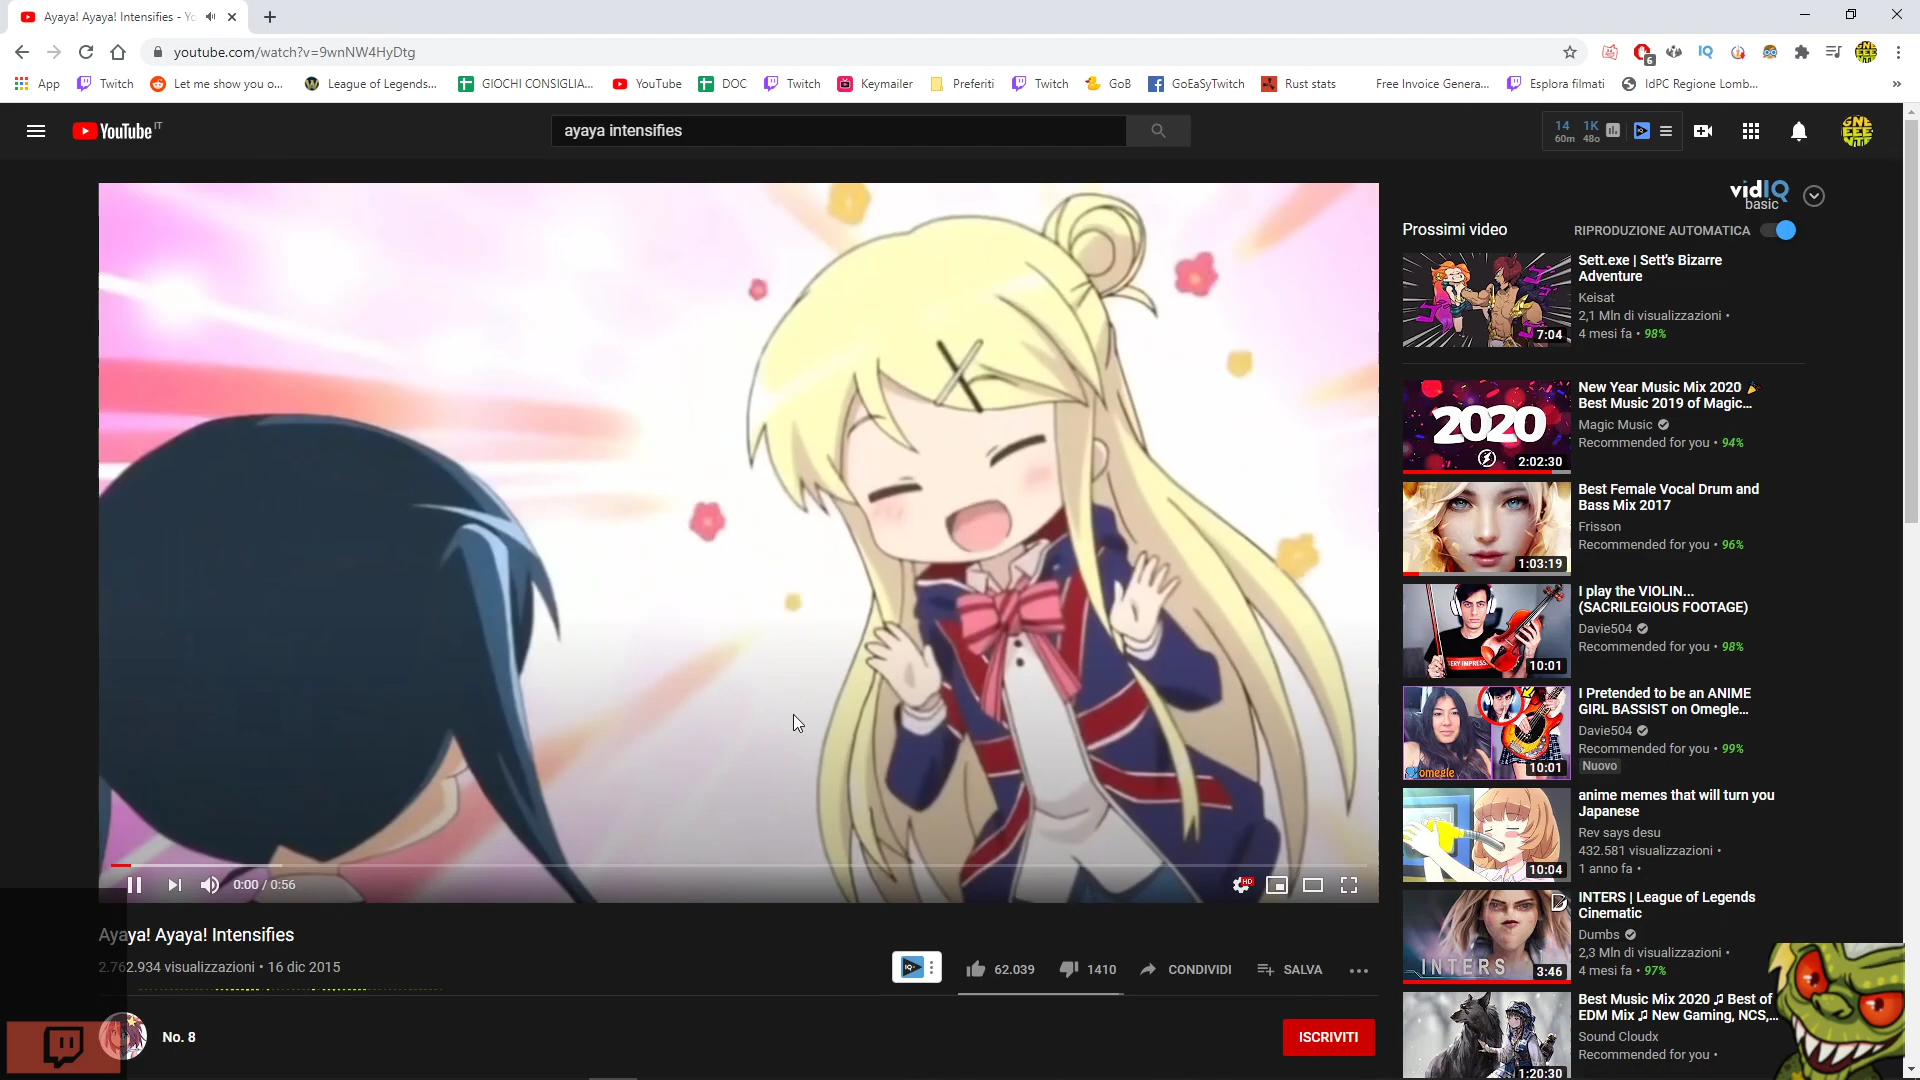 Ayaya! Ayaya! Intensifies - Yo
youtube.com/watch?v=9wnNW4HyDtg
6
App
Twitch
Let me show you o...
League of Legends...
GIOCHI CONSIGLIA...
YouTube
DOC
Twitch
Keymailer
Preferiti
Twitch
GoB
GoEaSyTwitch
Rust stats
Free Invoice Genera...
Esplora filmati
IdPC Regione Lomb...
YouTube IT
ayaya intensifies
14 1K
60m 48o
vidIQ
basic
Prossimi video
RIPRODUZIONE AUTOMATICA
Sett.exe | Sett's Bizarre
Adventure
Keisat
2,1 Mln di visualizzazioni •
4 mesi fa • 98%
7:04
New Year Music Mix 2020 🎉
Best Music 2019 of Magic...
Magic Music
Recommended for you • 94%
2020
2:02:30
Best Female Vocal Drum and
Bass Mix 2017
Frisson
Recommended for you • 96%
1:03:19
I play the VIOLIN...
(SACRILEGIOUS FOOTAGE)
Davie504
Recommended for you • 98%
10:01
I Pretended to be an ANIME
GIRL BASSIST on Omegle...
Davie504
Recommended for you • 99%
Nuovo
omegle
10:01
anime memes that will turn you
Japanese
Rev says desu
432.581 visualizzazioni •
1 anno fa •
10:04
INTERS | League of Legends
Cinematic
Dumbs
2,3 Mln di visualizzazioni •
4 mesi fa • 97%
INTERS
3:46
Best Music Mix 2020 ♫ Best of
EDM Mix ♫ New Gaming, NCS,...
Sound Cloudx
Recommended for you •
1:20:30
0:00 / 0:56
HD
Ayaya! Ayaya! Intensifies
2.762.934 visualizzazioni • 16 dic 2015
62.039
1410
CONDIVIDI
SALVA
No. 8
ISCRIVITI